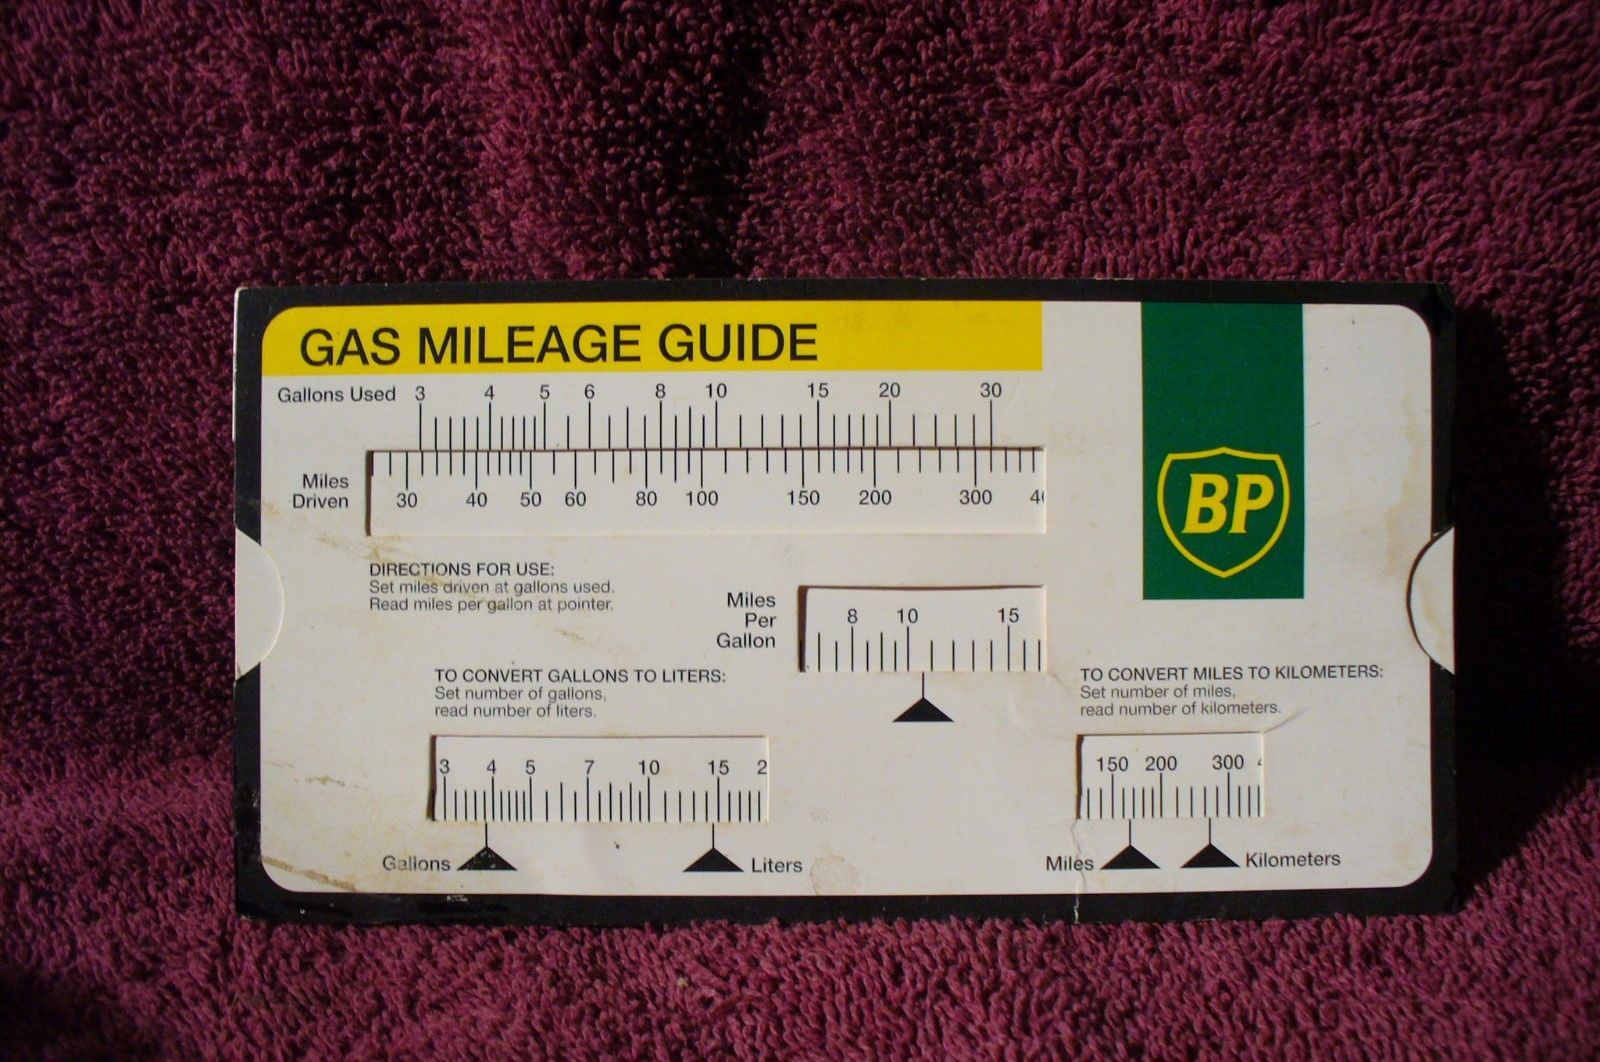 GAS MILEAGE GUIDE
Gallons Used 3 4 5 6 8 10 15 20 30
Miles
Driven
30 40 50 60 80 100 150 200 300 40
BP
DIRECTIONS FOR USE:
Set miles driven at gallons used.
Read miles per gallon at pointer.
Miles
Per
Gallon
8 10 15
TO CONVERT GALLONS TO LITERS:
Set number of gallons,
read number of liters.
3 4 5 7 10 15 2
Gallons
Liters
TO CONVERT MILES TO KILOMETERS:
Set number of miles,
read number of kilometers.
150 200 300
Miles
Kilometers